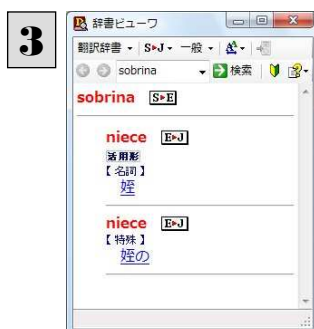 3
辞書ビューワ
翻訳辞書 S▸J 一般 A
sobrina 検索
sobrina S▸E
niece E▸J
活用形
【 名詞 】
姪
niece E▸J
【 特殊 】
姪の